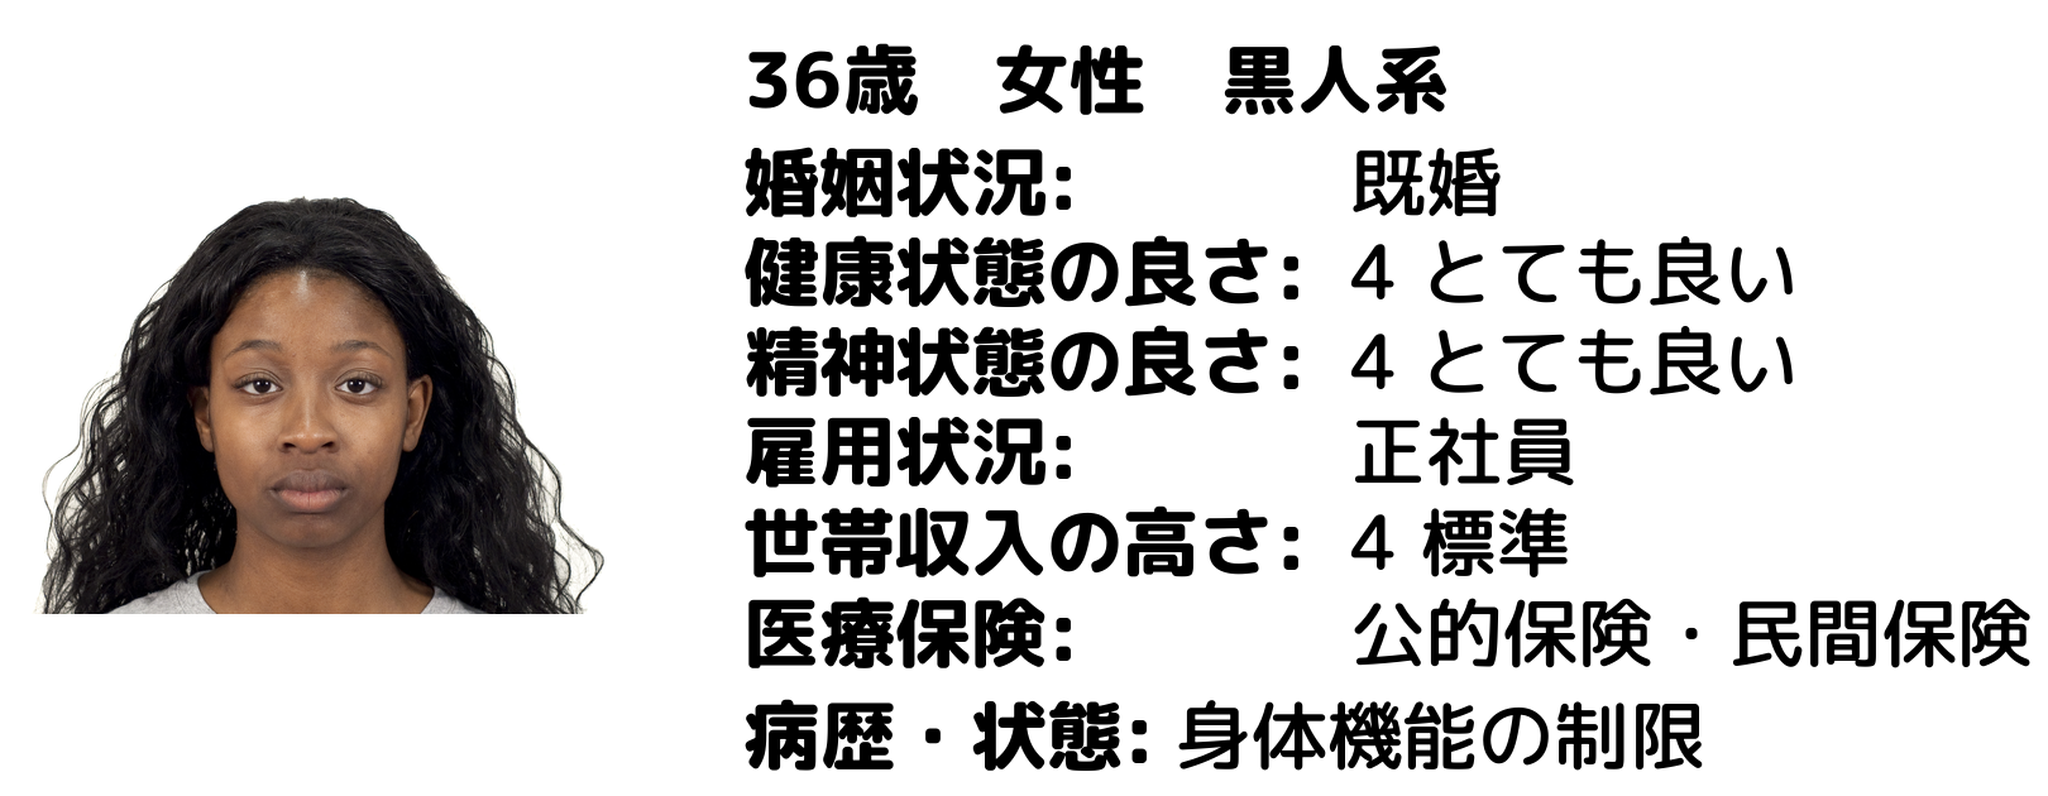 36歳　女性　黒人系
婚姻状況: 既婚
健康状態の良さ: 4 とても良い
精神状態の良さ: 4 とても良い
雇用状況: 正社員
世帯収入の高さ: 4 標準
医療保険: 公的保険・民間保険
病歴・状態: 身体機能の制限